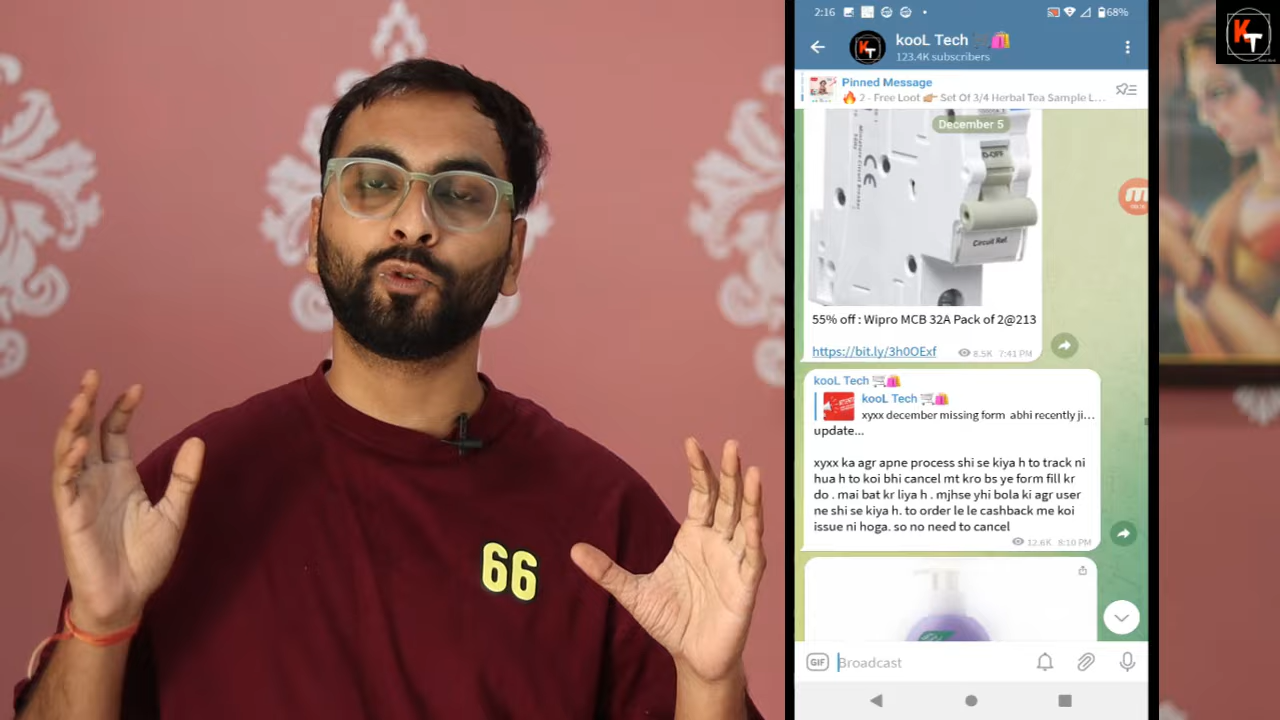 66
2:16
68%
kooL Tech
123.4K subscribers
Pinned Message
2 - Free Loot Set Of 3/4 Herbal Tea Sample L...
December 5
D-OFF
CE
Circuit Ref.
55% off : Wipro MCB 32A Pack of 2@213
https://bit.ly/3h0OExf
8.5K 7:41 PM
kooL Tech
kooL Tech
xyxx december missing form abhi recently ji...
update...
xyxx ka agr apne process shi se kiya h to track ni
hua h to koi bhi cancel mt kro bs ye form fill kr
do . mai bat kr liya h . mjhse yhi bola ki agr user
ne shi se kiya h. to order le le cashback me koi
issue ni hoga. so no need to cancel
12.6K 8:10 PM
GIF Broadcast
KT